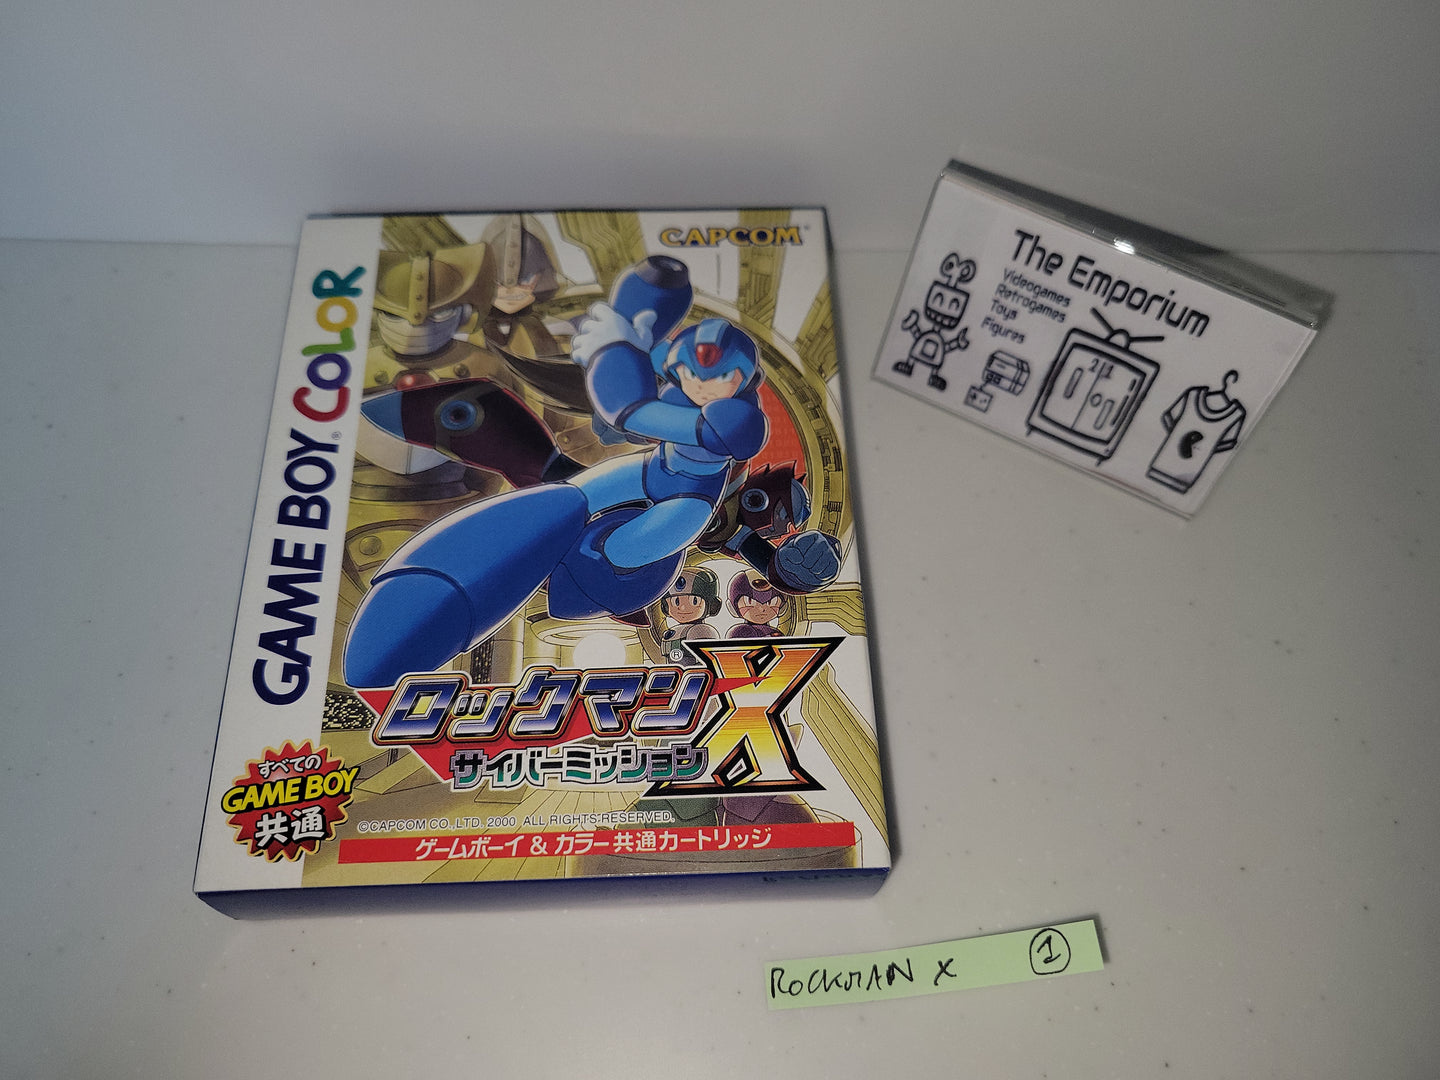 CAPCOM
GAME BOY COLOR
ロックマンX
サイバーミッション
すべての
GAME BOY
共通
©CAPCOM CO., LTD. 2000 ALL RIGHTS RESERVED.
ゲームボーイ & カラー共通カートリッジ
The Emporium
Videogames
Retrogames
Toys
Figures
ROCKMAN X 1